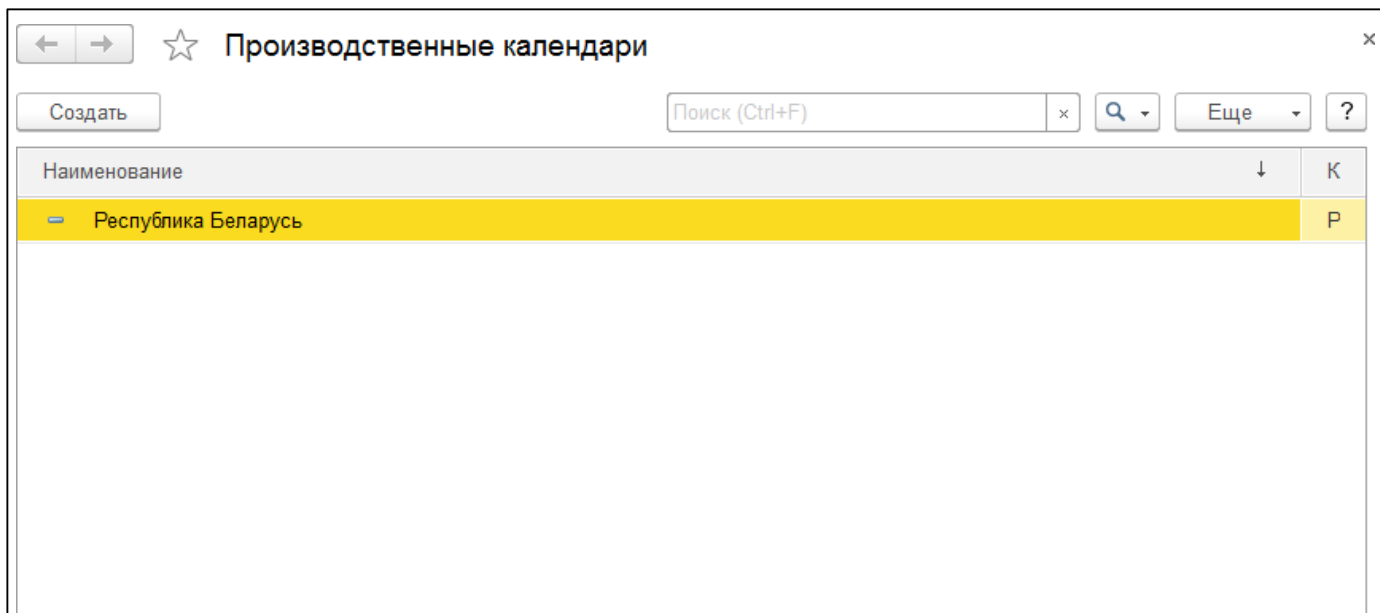 Производственные календари
Создать
Поиск (Ctrl+F)
Еще
?
Наименование
К
Республика Беларусь
Р